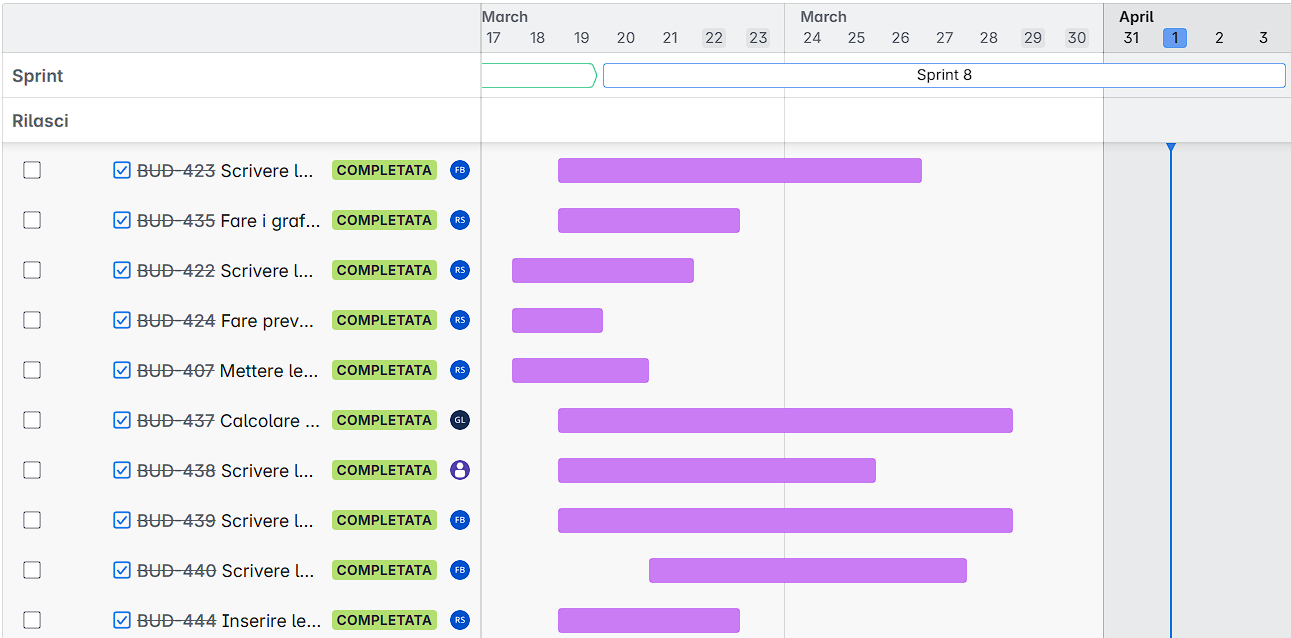 March March April
17 18 19 20 21 22 23 24 25 26 27 28 29 30 31 1 2 3
Sprint Sprint 8
Rilasci
BUD-423 Scrivere l... COMPLETATA FB
BUD-435 Fare i graf... COMPLETATA RS
BUD-422 Scrivere l... COMPLETATA RS
BUD-424 Fare prev... COMPLETATA RS
BUD-407 Mettere le... COMPLETATA RS
BUD-437 Calcolare ... COMPLETATA GL
BUD-438 Scrivere l... COMPLETATA
BUD-439 Scrivere l... COMPLETATA FB
BUD-440 Scrivere l... COMPLETATA FB
BUD-444 Inserire le... COMPLETATA RS